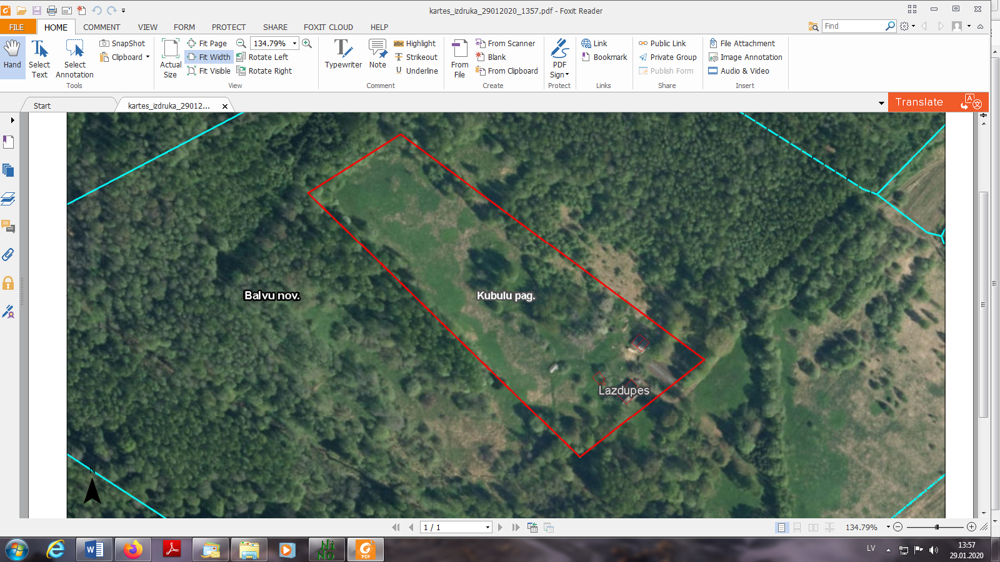 kartes_izdruka_29012020_1357.pdf - Foxit Reader
FILE HOME COMMENT VIEW FORM PROTECT SHARE FOXIT CLOUD HELP Find
Hand
Select Text
Select Annotation
SnapShot
Clipboard
Tools
Actual Size
Fit Page
Fit Width
Fit Visible
134.79%
Rotate Left
Rotate Right
View
Typewriter
Note
Highlight
Strikeout
Underline
Comment
From File
From Scanner
Blank
From Clipboard
Create
PDF Sign
Protect
Link
Bookmark
Links
Public Link
Private Group
Publish Form
Share
File Attachment
Image Annotation
Audio & Video
Insert
Start kartes_izdruka_29012... Translate
Balvu nov. Kubulu pag.
Lazdupes
N
1 / 1 134.79%
LV 13:57
29.01.2020